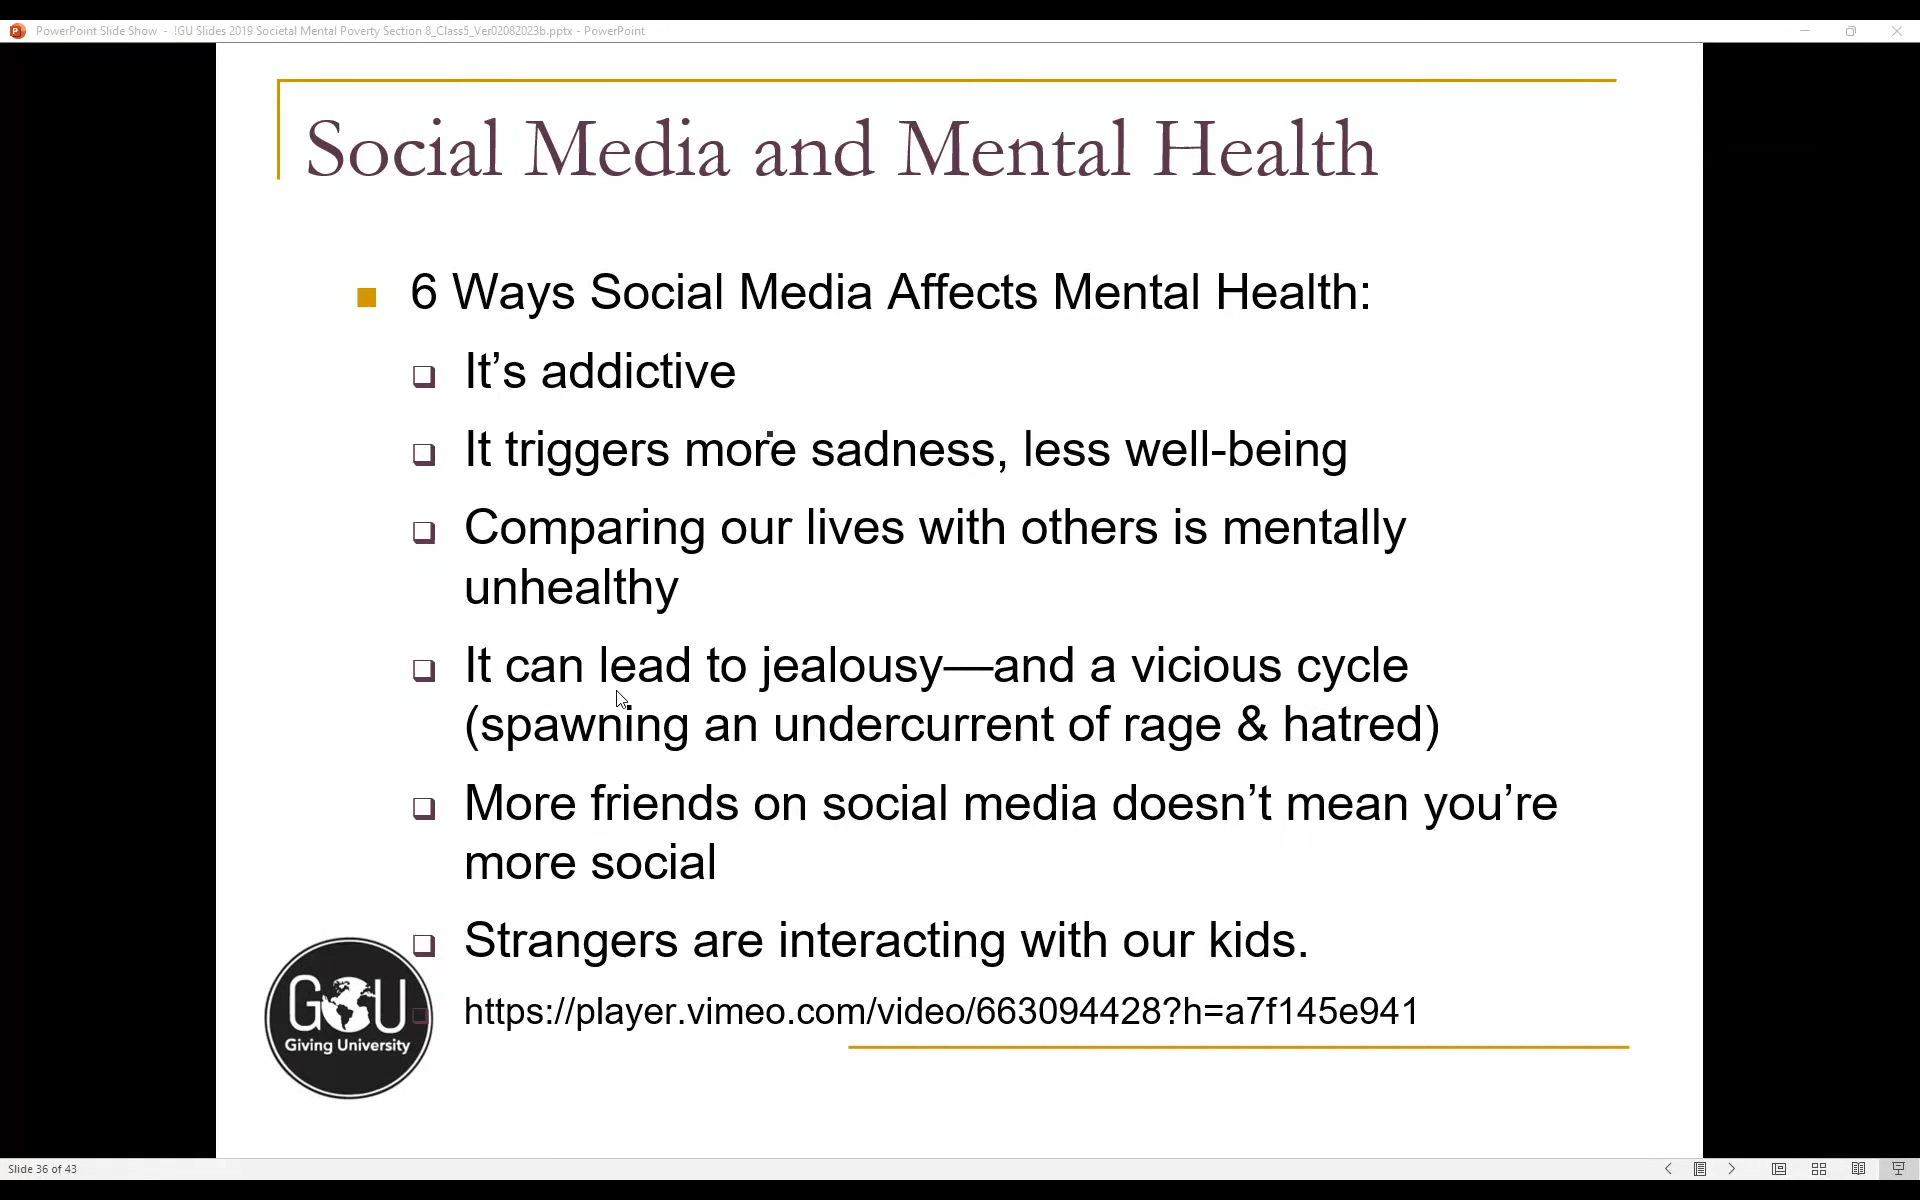 PowerPoint Slide Show - !GU Slides 2019 Societal Mental Poverty Section 8_Class5_Ver02082023b.pptx - PowerPoint
Social Media and Mental Health
6 Ways Social Media Affects Mental Health:
It’s addictive
It triggers more sadness, less well-being
Comparing our lives with others is mentally
unhealthy
It can lead to jealousy—and a vicious cycle
(spawning an undercurrent of rage & hatred)
More friends on social media doesn’t mean you’re
more social
Strangers are interacting with our kids.
https://player.vimeo.com/video/663094428?h=a7f145e941
GU
Giving University
Slide 36 of 43